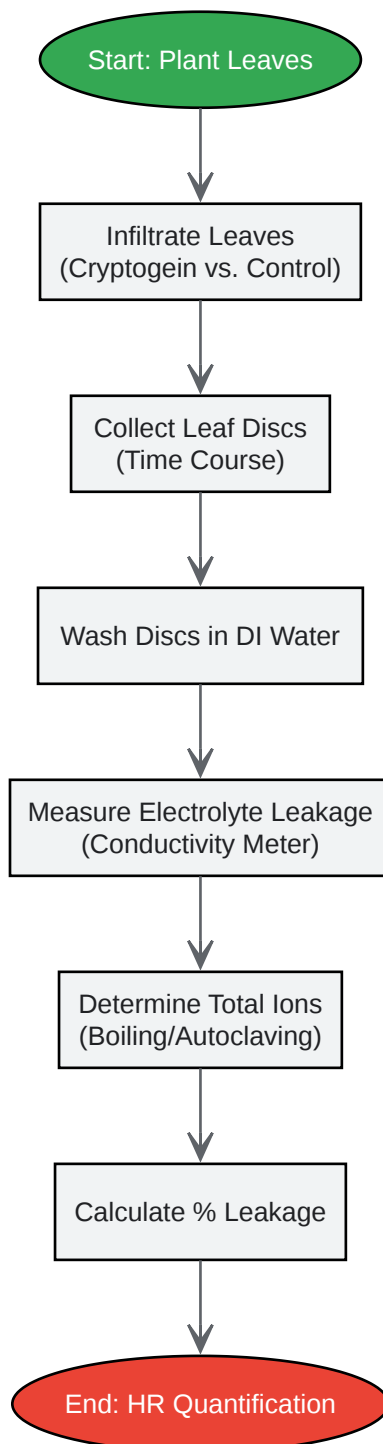 Start: Plant Leaves
Infiltrate Leaves
(Cryptogein vs. Control)
Collect Leaf Discs
(Time Course)
Wash Discs in DI Water
Measure Electrolyte Leakage
(Conductivity Meter)
Determine Total Ions
(Boiling/Autoclaving)
Calculate % Leakage
End: HR Quantification